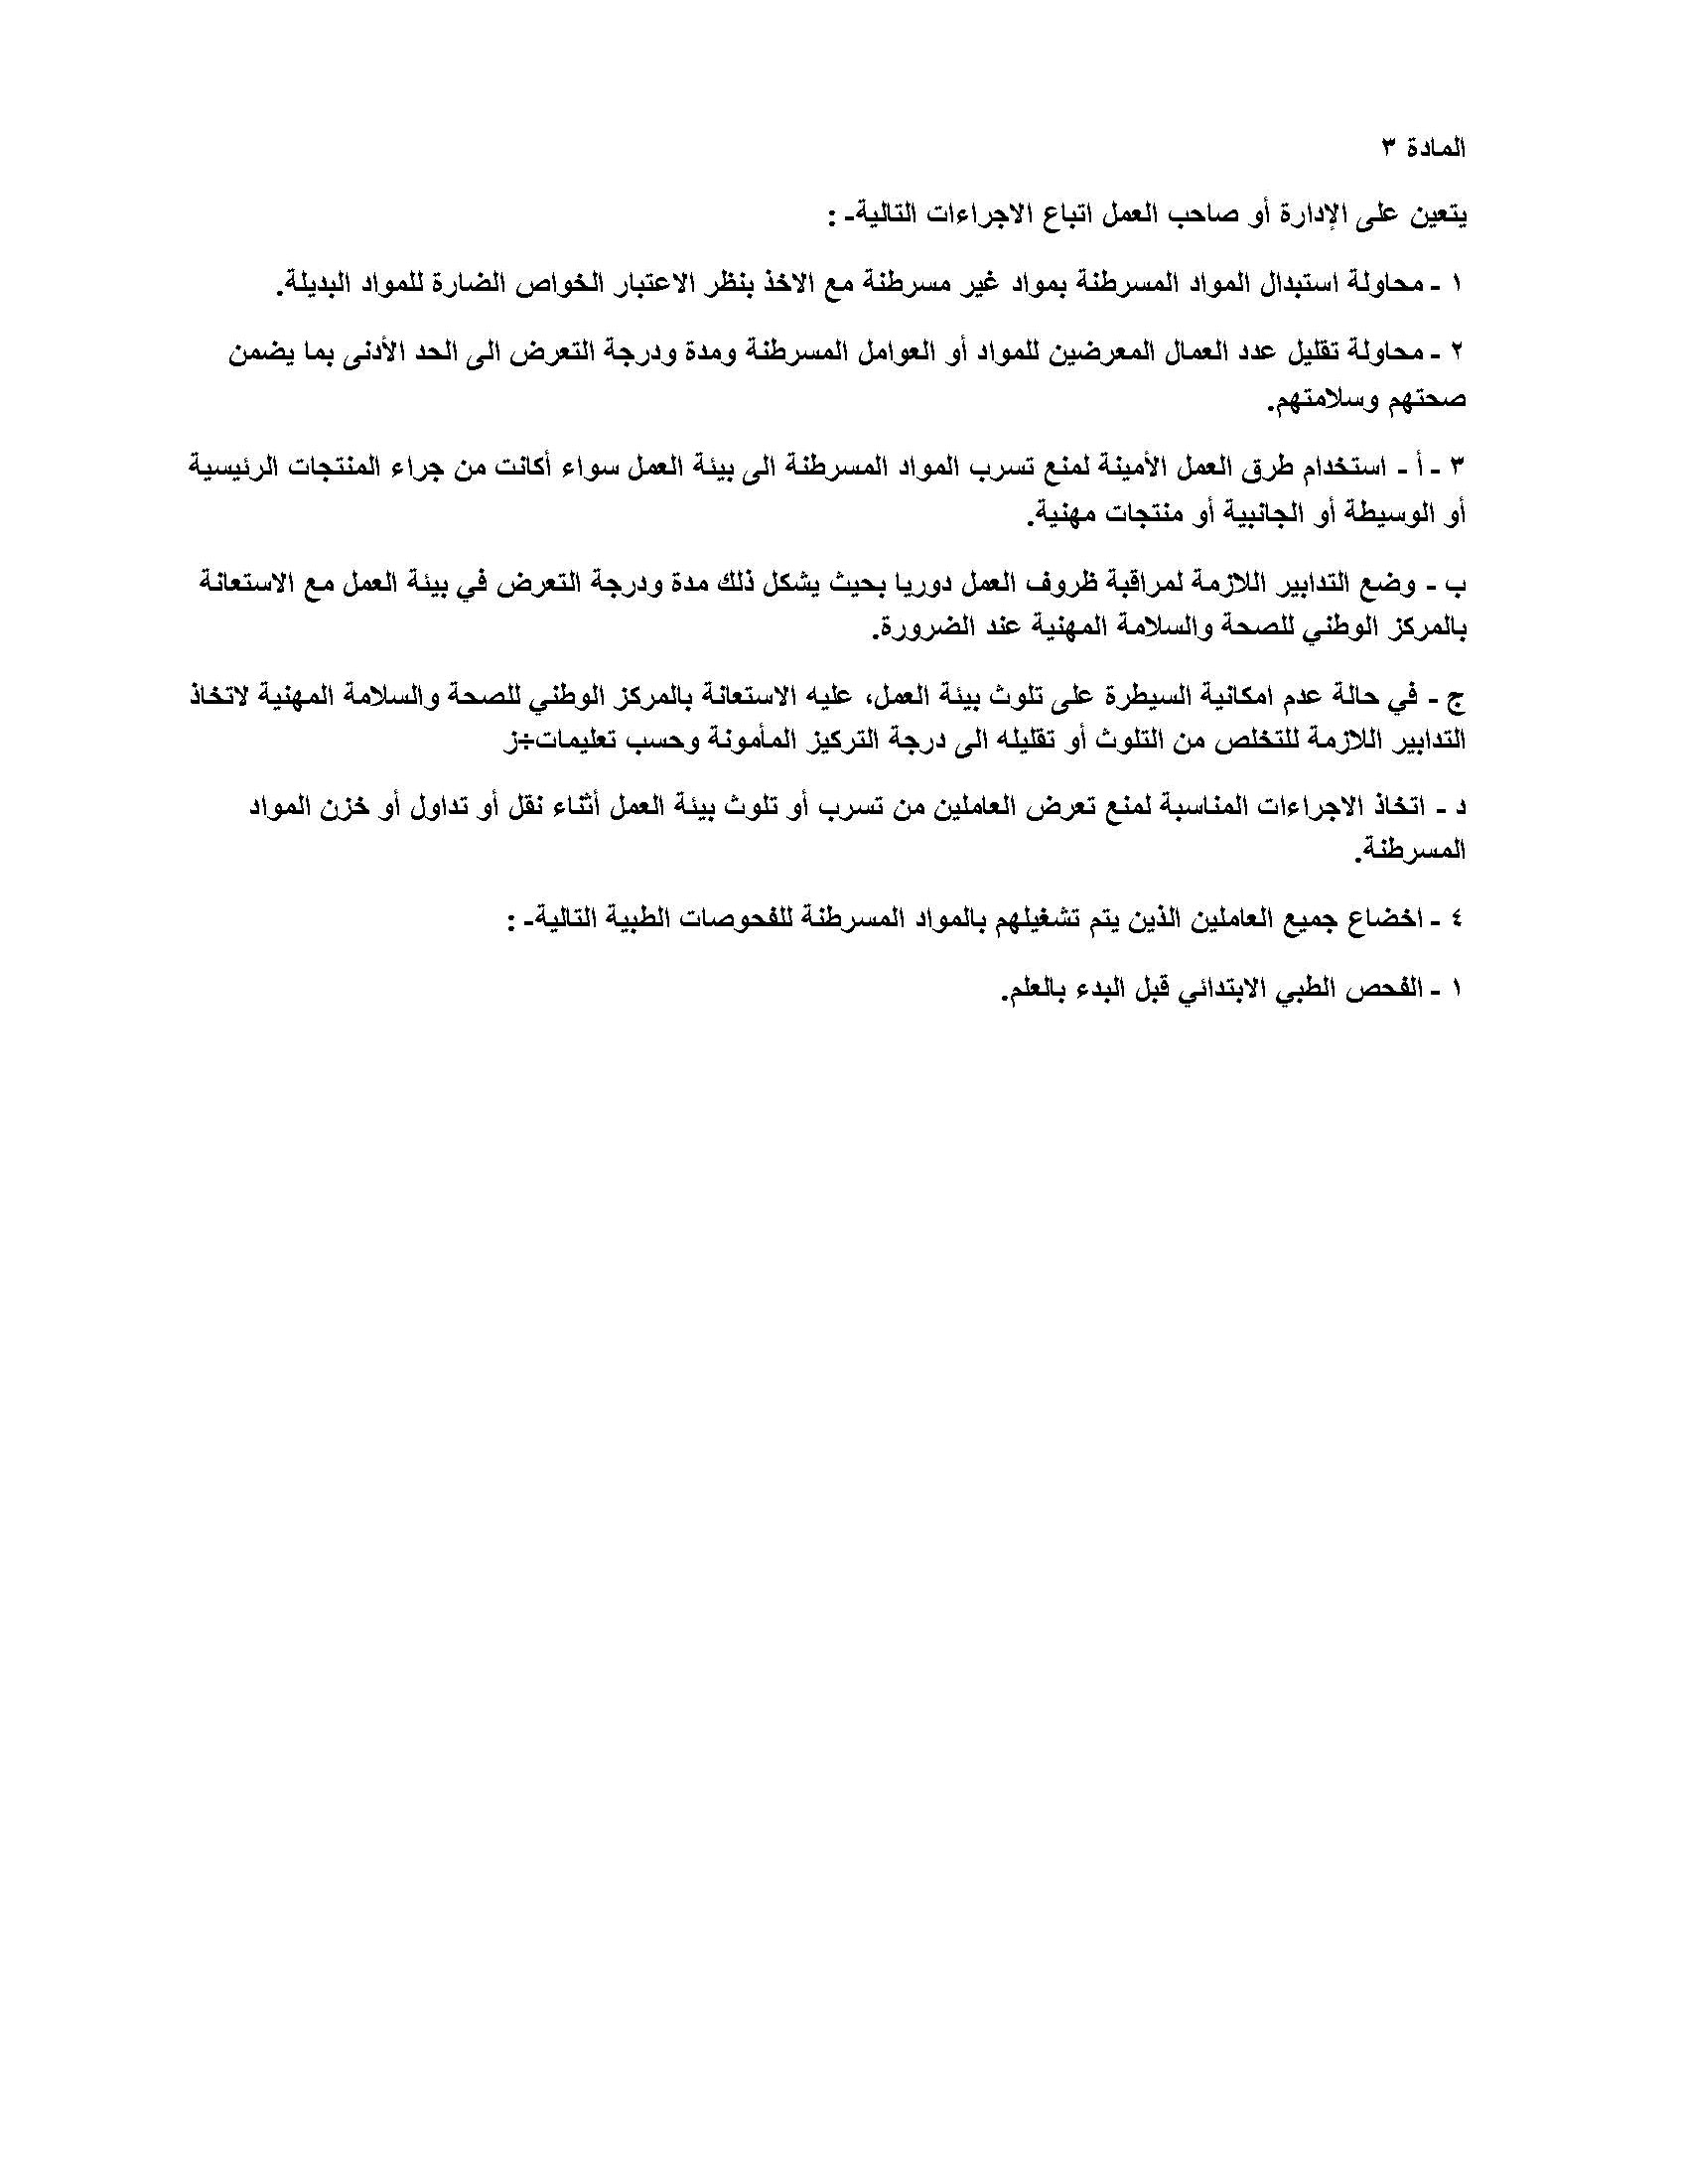 المادة ٣
يتعين على الإدارة أو صاحب العمل اتباع الاجراءات التالية- :
١ - محاولة استبدال المواد المسرطنة بمواد غير مسرطنة مع الاخذ بنظر الاعتبار الخواص الضارة للمواد البديلة.
٢ - محاولة تقليل عدد العمال المعرضين للمواد أو العوامل المسرطنة ومدة ودرجة التعرض الى الحد الأدنى بما يضمن
صحتهم وسلامتهم.
٣ - أ - استخدام طرق العمل الأمينة لمنع تسرب المواد المسرطنة الى بيئة العمل سواء أكانت من جراء المنتجات الرئيسية
أو الوسيطة أو الجانبية أو منتجات مهنية.
ب - وضع التدابير اللازمة لمراقبة ظروف العمل دوريا بحيث يشكل ذلك مدة ودرجة التعرض في بيئة العمل مع الاستعانة
بالمركز الوطني للصحة والسلامة المهنية عند الضرورة.
ج - في حالة عدم امكانية السيطرة على تلوث بيئة العمل، عليه الاستعانة بالمركز الوطني للصحة والسلامة المهنية لاتخاذ
التدابير اللازمة للتخلص من التلوث أو تقليله الى درجة التركيز المأمونة وحسب تعليمات÷ز
د - اتخاذ الاجراءات المناسبة لمنع تعرض العاملين من تسرب أو تلوث بيئة العمل أثناء نقل أو تداول أو خزن المواد
المسرطنة.
٤ - اخضاع جميع العاملين الذين يتم تشغيلهم بالمواد المسرطنة للفحوصات الطبية التالية- :
١ - الفحص الطبي الابتدائي قبل البدء بالعلم.